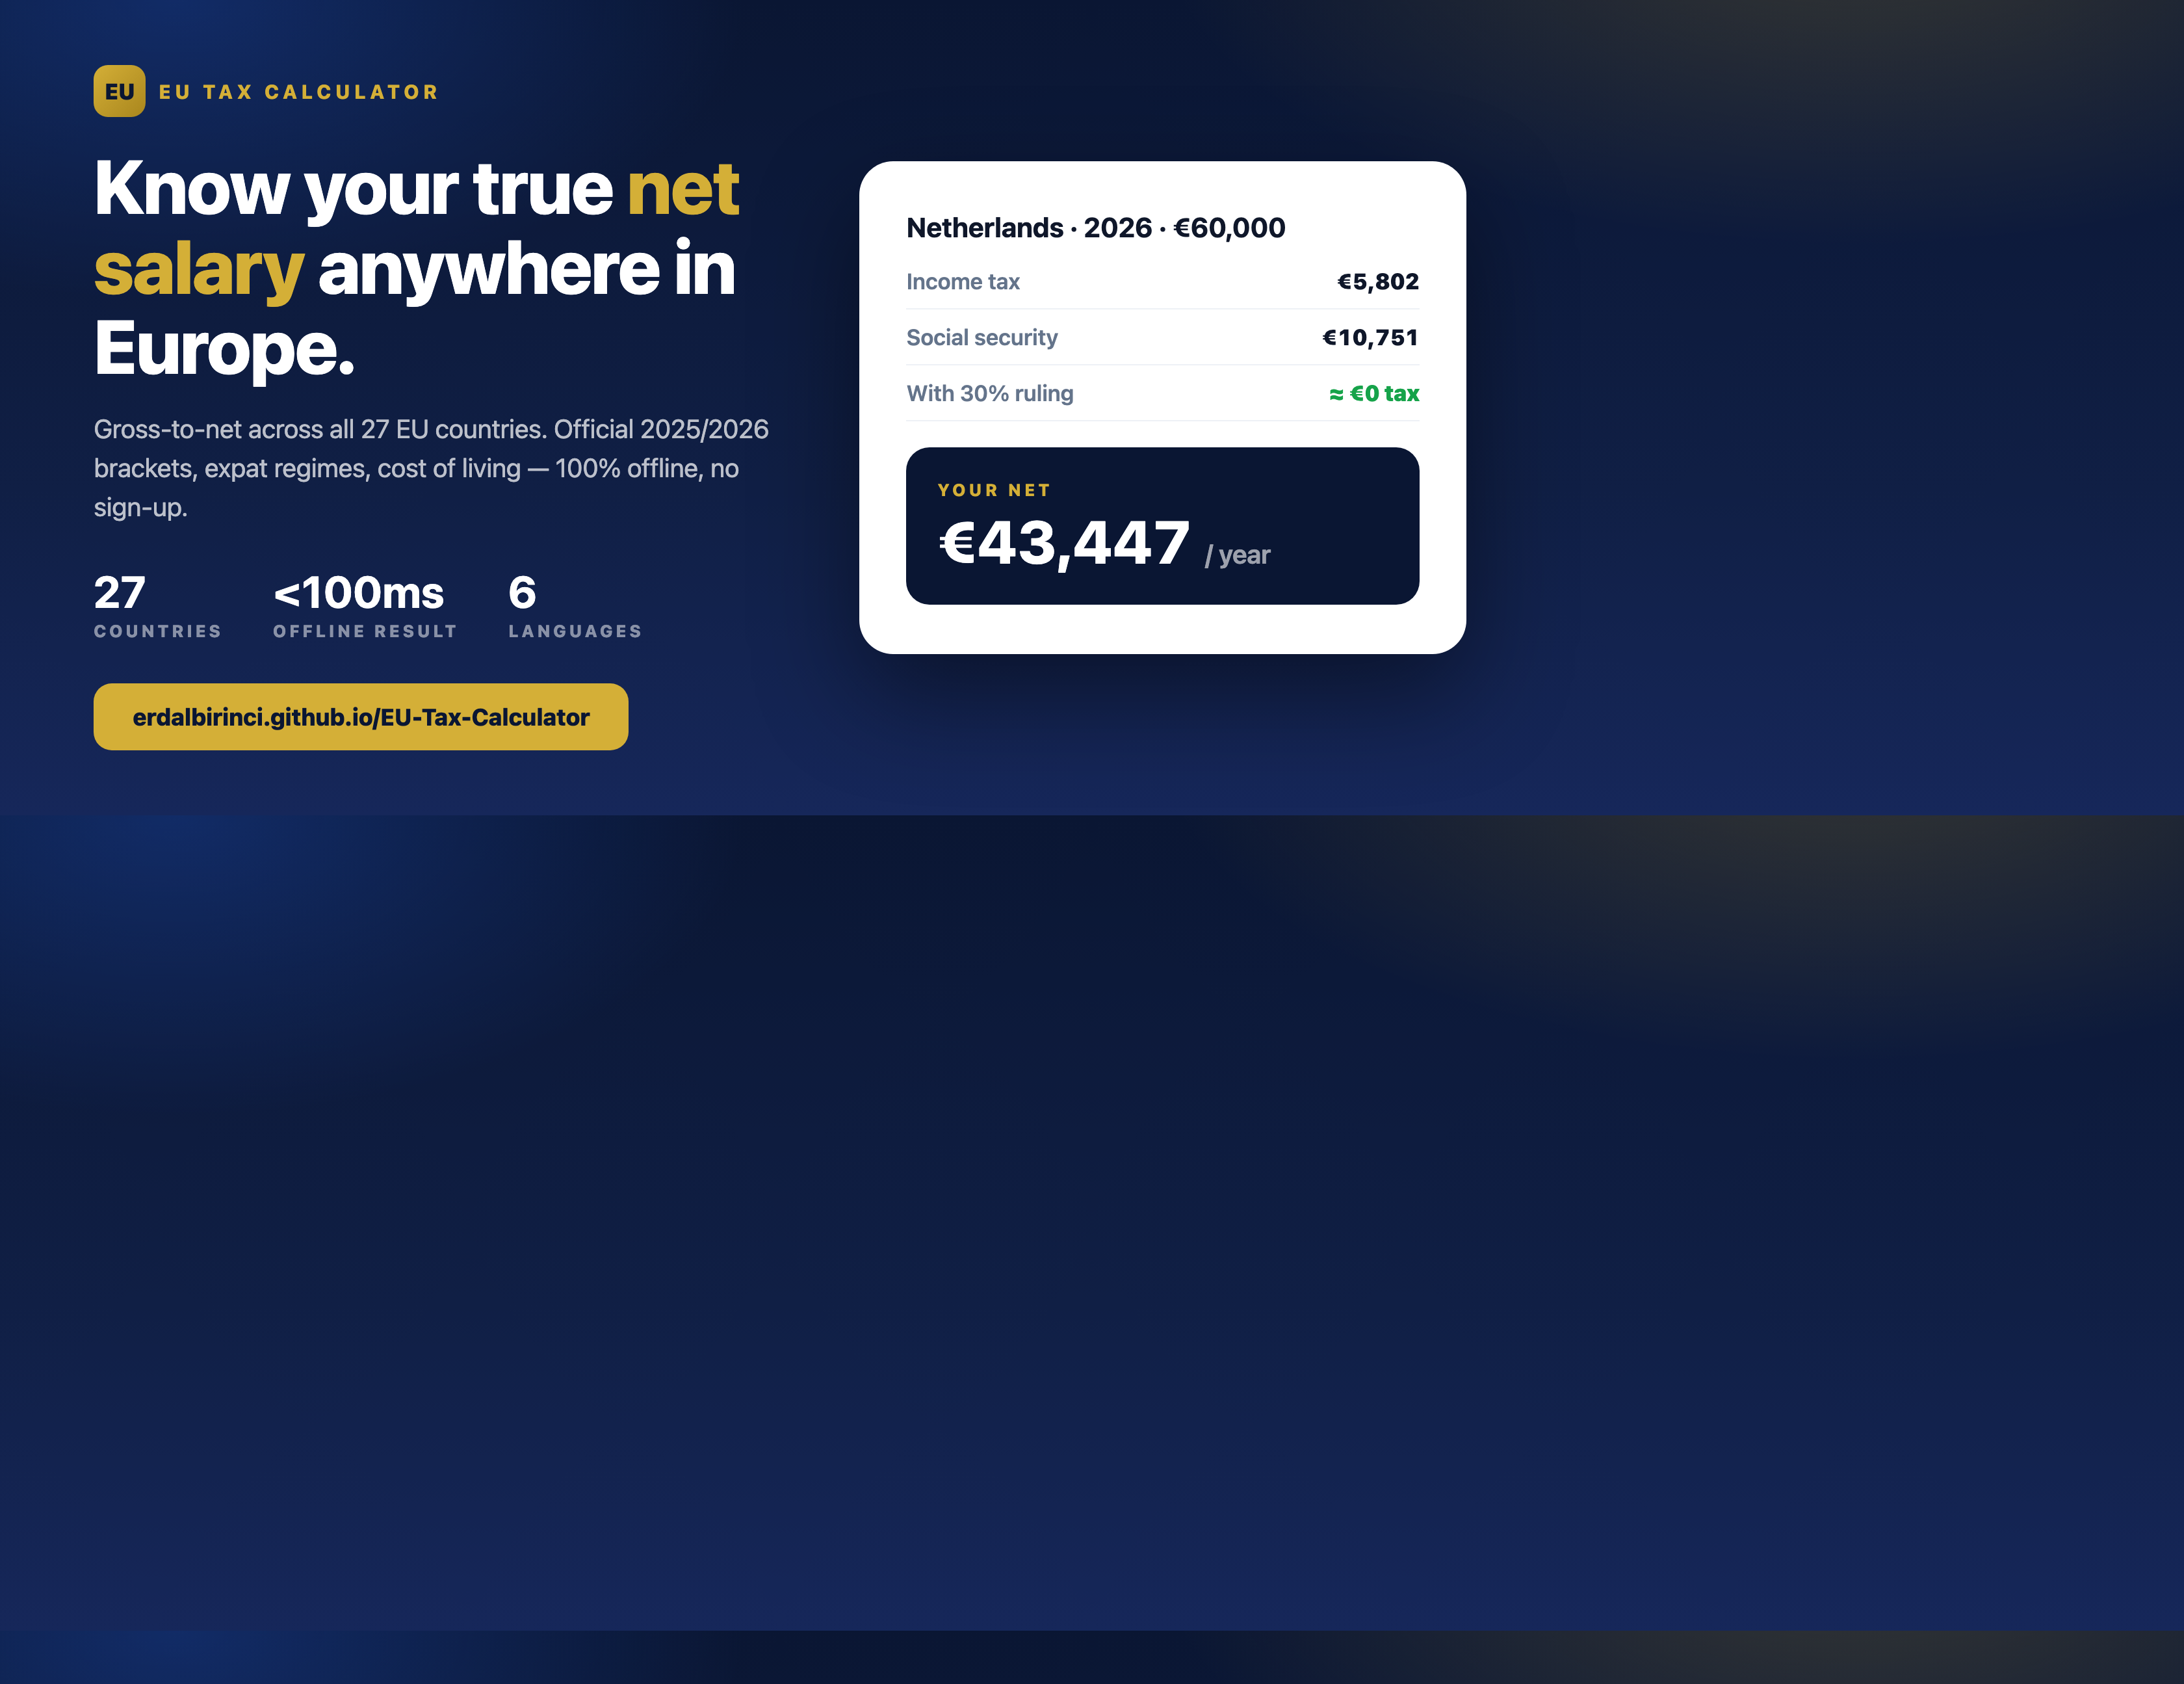 EU
EU TAX CALCULATOR
Know your true net
salary anywhere in
Europe.
Gross-to-net across all 27 EU countries. Official 2025/2026
brackets, expat regimes, cost of living — 100% offline, no
sign-up.
27
COUNTRIES
<100ms
OFFLINE RESULT
6
LANGUAGES
erdalbirinci.github.io/EU-Tax-Calculator
Netherlands · 2026 · €60,000
Income tax €5,802
Social security €10,751
With 30% ruling ≈ €0 tax
YOUR NET
€43,447 / year